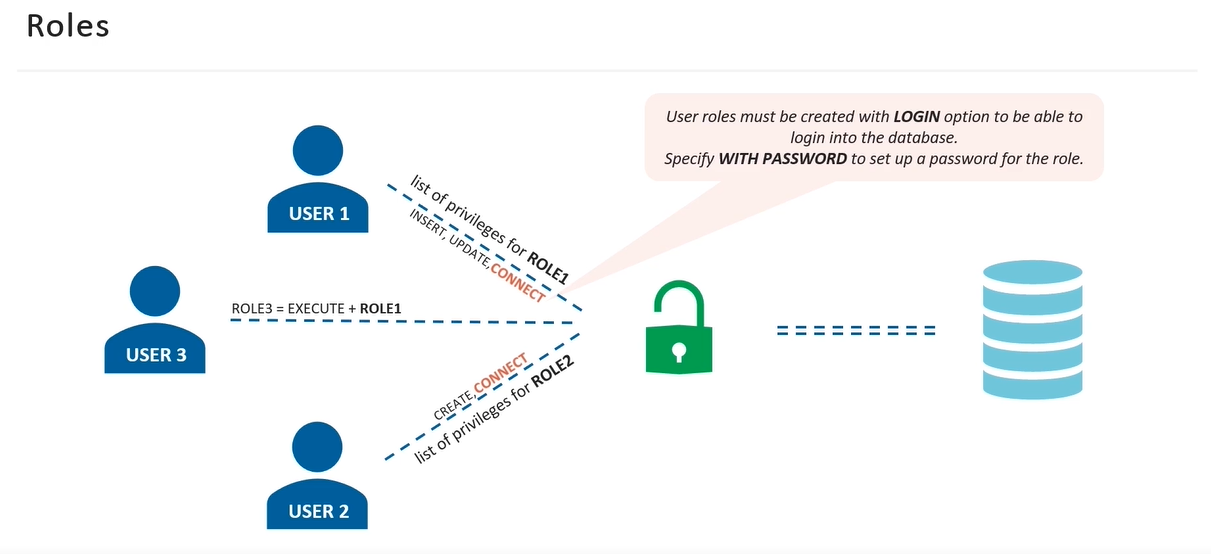 Roles
User roles must be created with LOGIN option to be able to
login into the database.
Specify WITH PASSWORD to set up a password for the role.
USER 1
list of privileges for ROLE1
INSERT, UPDATE,CONNECT
USER 3
ROLE3 = EXECUTE + ROLE1
CREATE,CONNECT
list of privileges for ROLE2
USER 2